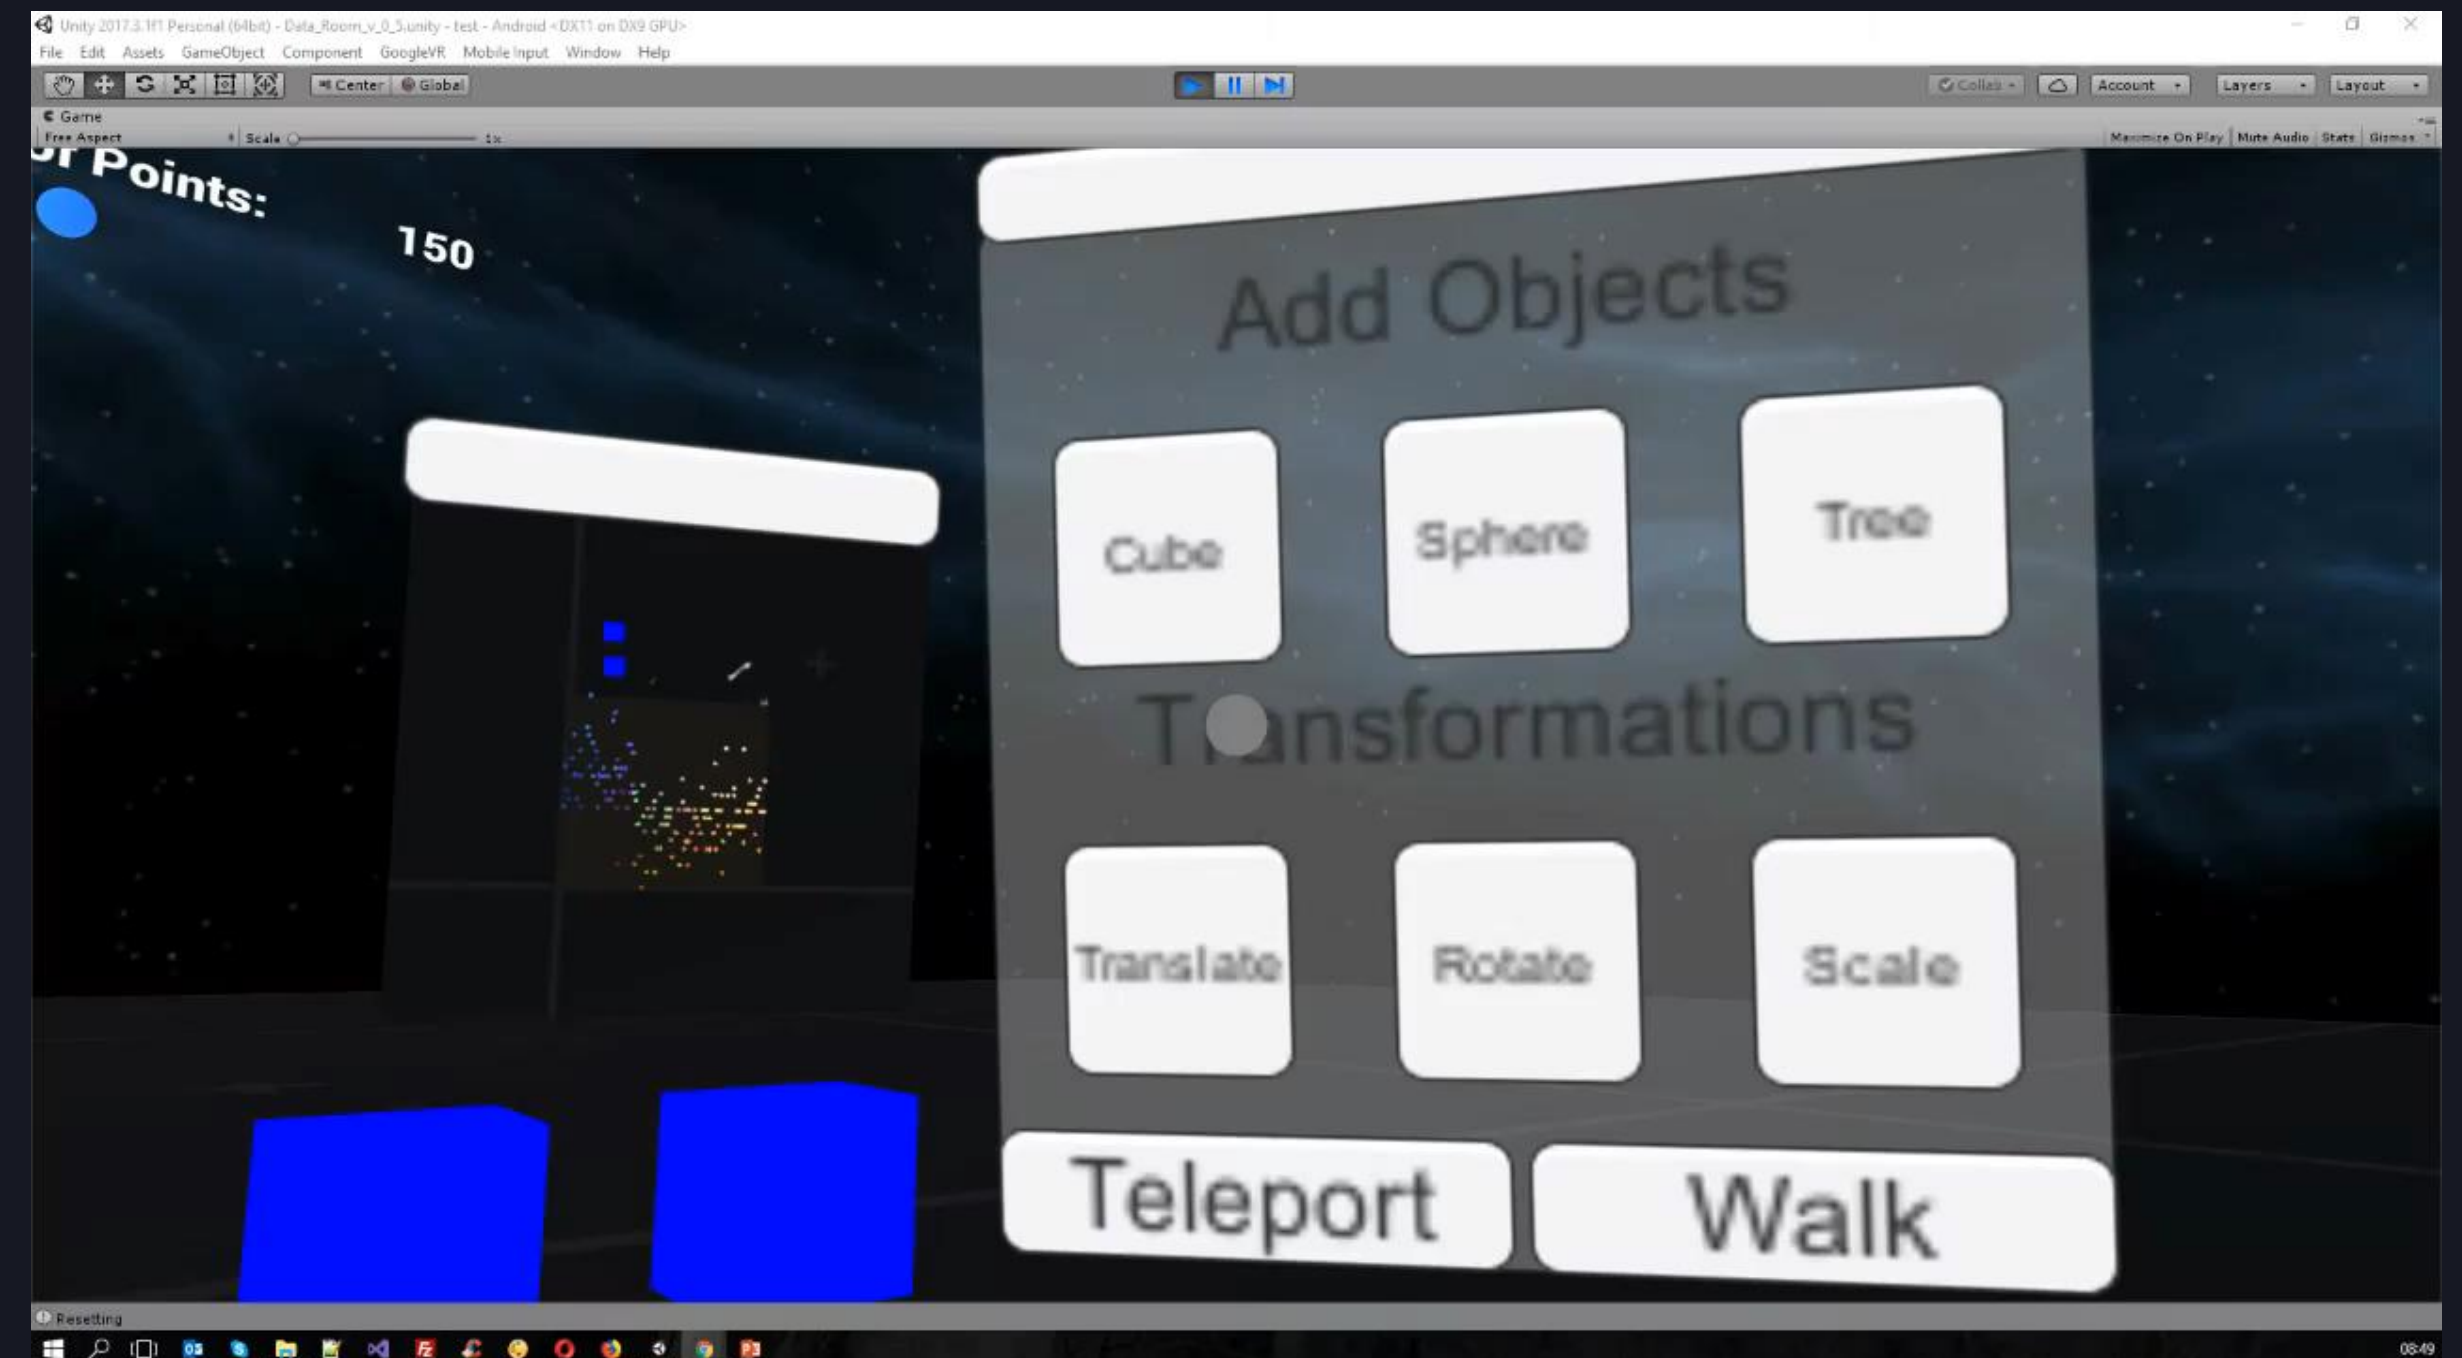 Unity 2017.3.1f1 Personal (64bit) - Data_Room_v_0_5.unity - test - Android <DX11 on DX9 GPU>
File Edit Assets GameObject Component GoogleVR Mobile Input Window Help
Center Global Collab Account Layers Layout
Game
Free Aspect Scale 1x Maximize On Play Mute Audio Stats Gizmos
of Points:
150
Add Objects
Cube Sphere Tree
Transformations
Translate Rotate Scale
Teleport Walk
Resetting
08:49